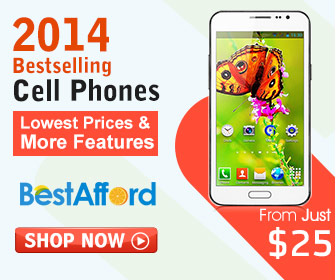 2014
Bestselling
Cell Phones
Lowest Prices &
More Features
BestAfford
SHOP NOW
From Just
$25